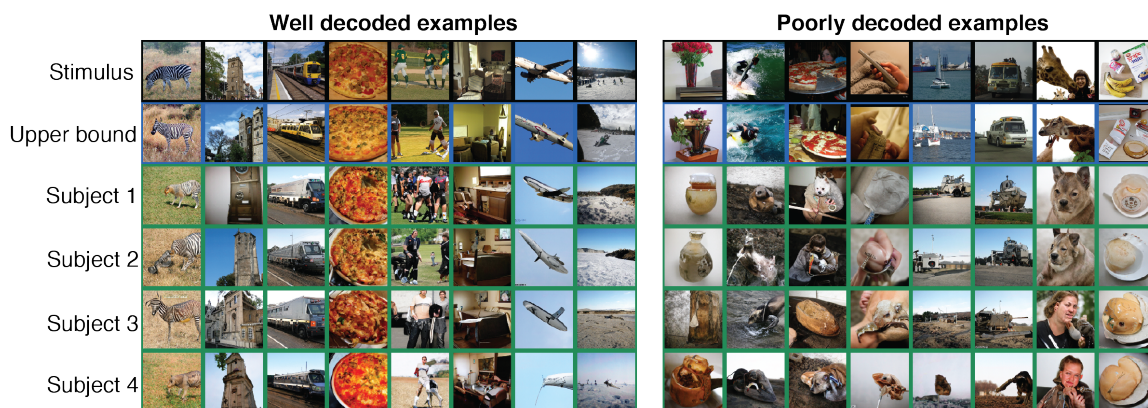 Well decoded examples
Poorly decoded examples
Stimulus
Upper bound
Subject 1
Subject 2
Subject 3
Subject 4